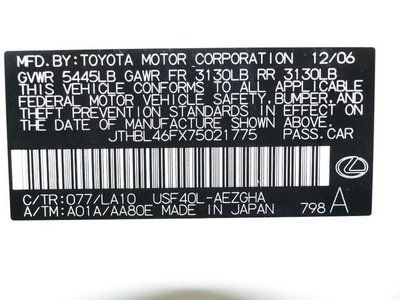 MFD.BY:TOYOTA MOTOR CORPORATION 12/06
GVWR 5445LB GAWR FR 3130LB RR 3130LB
THIS VEHICLE CONFORMS TO ALL APPLICABLE
FEDERAL MOTOR VEHICLE SAFETY,BUMPER,AND
THEFT PREVENTION STANDARDS IN EFFECT
ON THE DATE OF MANUFACTURE SHOWN ABOVE.
JTHBL46FX75021775 PASS.CAR
C/TR:077/LA10 USF40L-AEZGHA
A/TM:A01A/AA80E MADE IN JAPAN 798 A